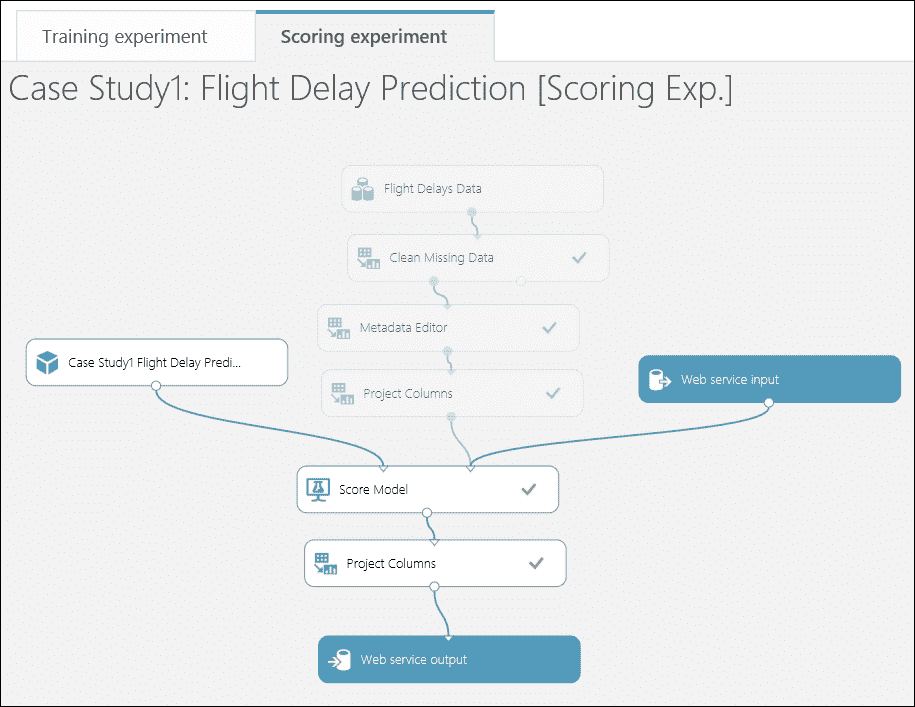 Training experiment
Scoring experiment
Case Study1: Flight Delay Prediction [Scoring Exp.]
Flight Delays Data
Clean Missing Data
Metadata Editor
Case Study1 Flight Delay Predi...
Web service input
Project Columns
Score Model
Project Columns
Web service output